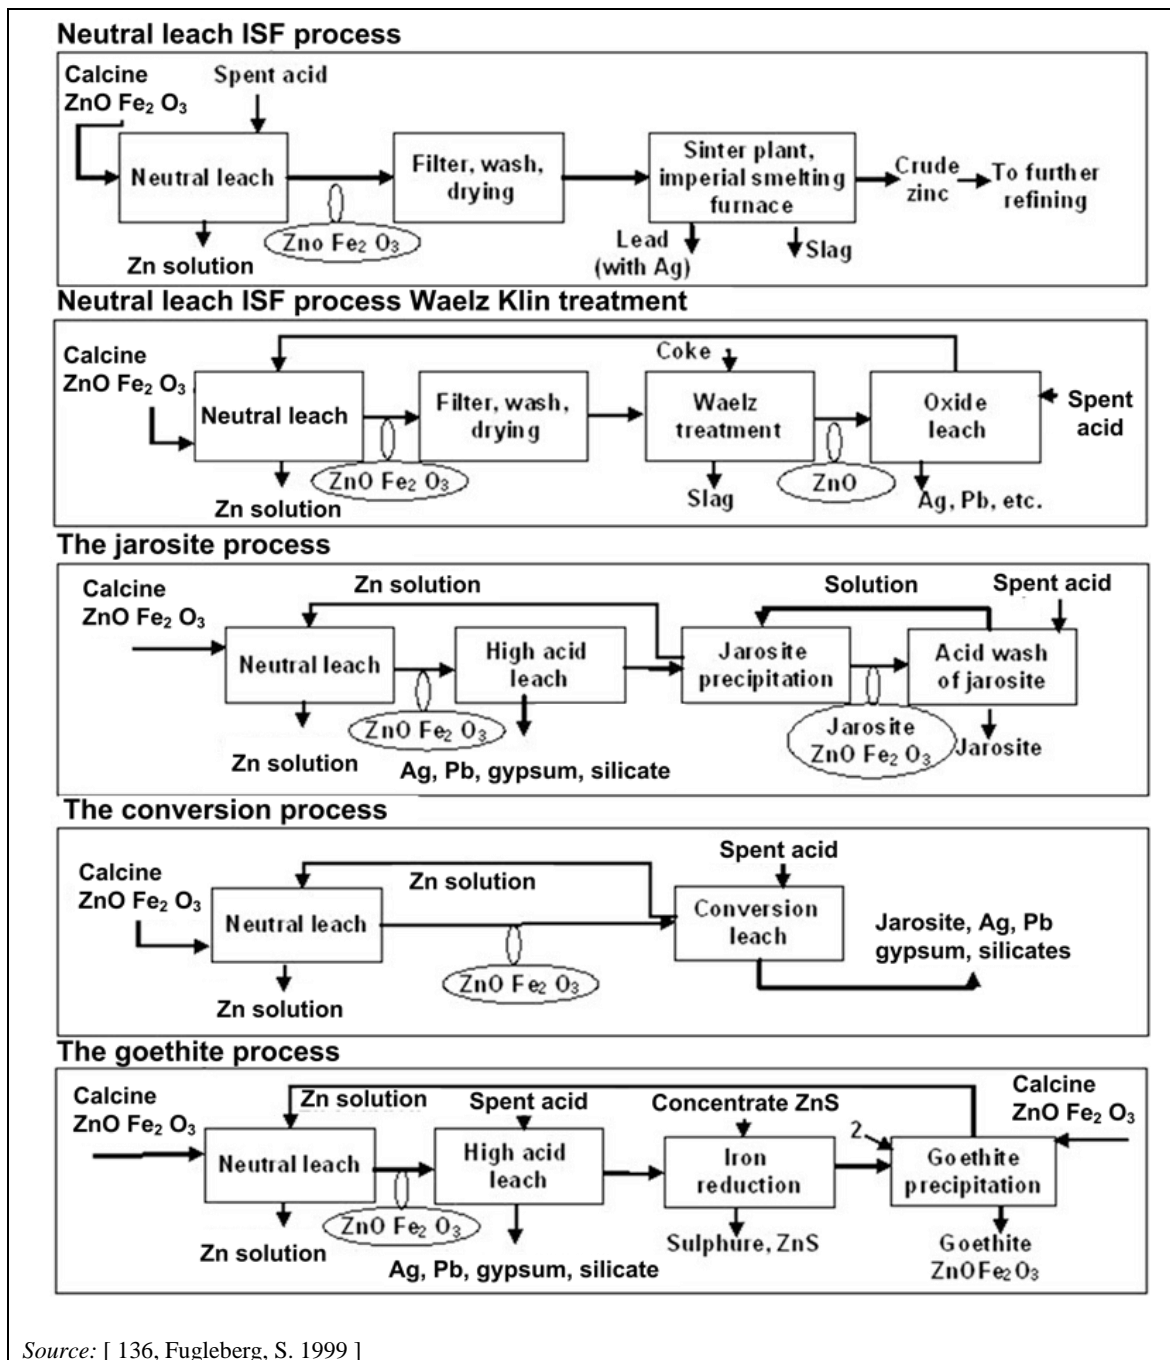 Neutral leach ISF process
Calcine
ZnO Fe₂ O₃
Spent acid
Neutral leach
Filter, wash,
drying
Sinter plant,
imperial smelting
furnace
Crude
zinc
To further
refining
Zno Fe₂ O₃
Zn solution
Lead
(with Ag)
Slag
Neutral leach ISF process Waelz Klin treatment
Calcine
ZnO Fe₂ O₃
Coke
Neutral leach
Filter, wash,
drying
Waelz
treatment
Oxide
leach
Spent
acid
ZnO Fe₂ O₃
ZnO
Zn solution
Slag
Ag, Pb, etc.
The jarosite process
Calcine
ZnO Fe₂ O₃
Zn solution
Solution
Spent acid
Neutral leach
High acid
leach
Jarosite
precipitation
Acid wash
of jarosite
ZnO Fe₂ O₃
Jarosite
ZnO Fe₂ O₃
Jarosite
Zn solution
Ag, Pb, gypsum, silicate
The conversion process
Calcine
ZnO Fe₂ O₃
Zn solution
Spent acid
Neutral leach
Conversion
leach
Jarosite, Ag, Pb
gypsum, silicates
ZnO Fe₂ O₃
Zn solution
The goethite process
Calcine
ZnO Fe₂ O₃
Zn solution
Spent acid
Concentrate ZnS
Calcine
ZnO Fe₂ O₃
2
Neutral leach
High acid
leach
Iron
reduction
Goethite
precipitation
ZnO Fe₂ O₃
Zn solution
Ag, Pb, gypsum, silicate
Sulphure, ZnS
Goethite
ZnOFe₂O₃
Source: [ 136, Fugleberg, S. 1999 ]